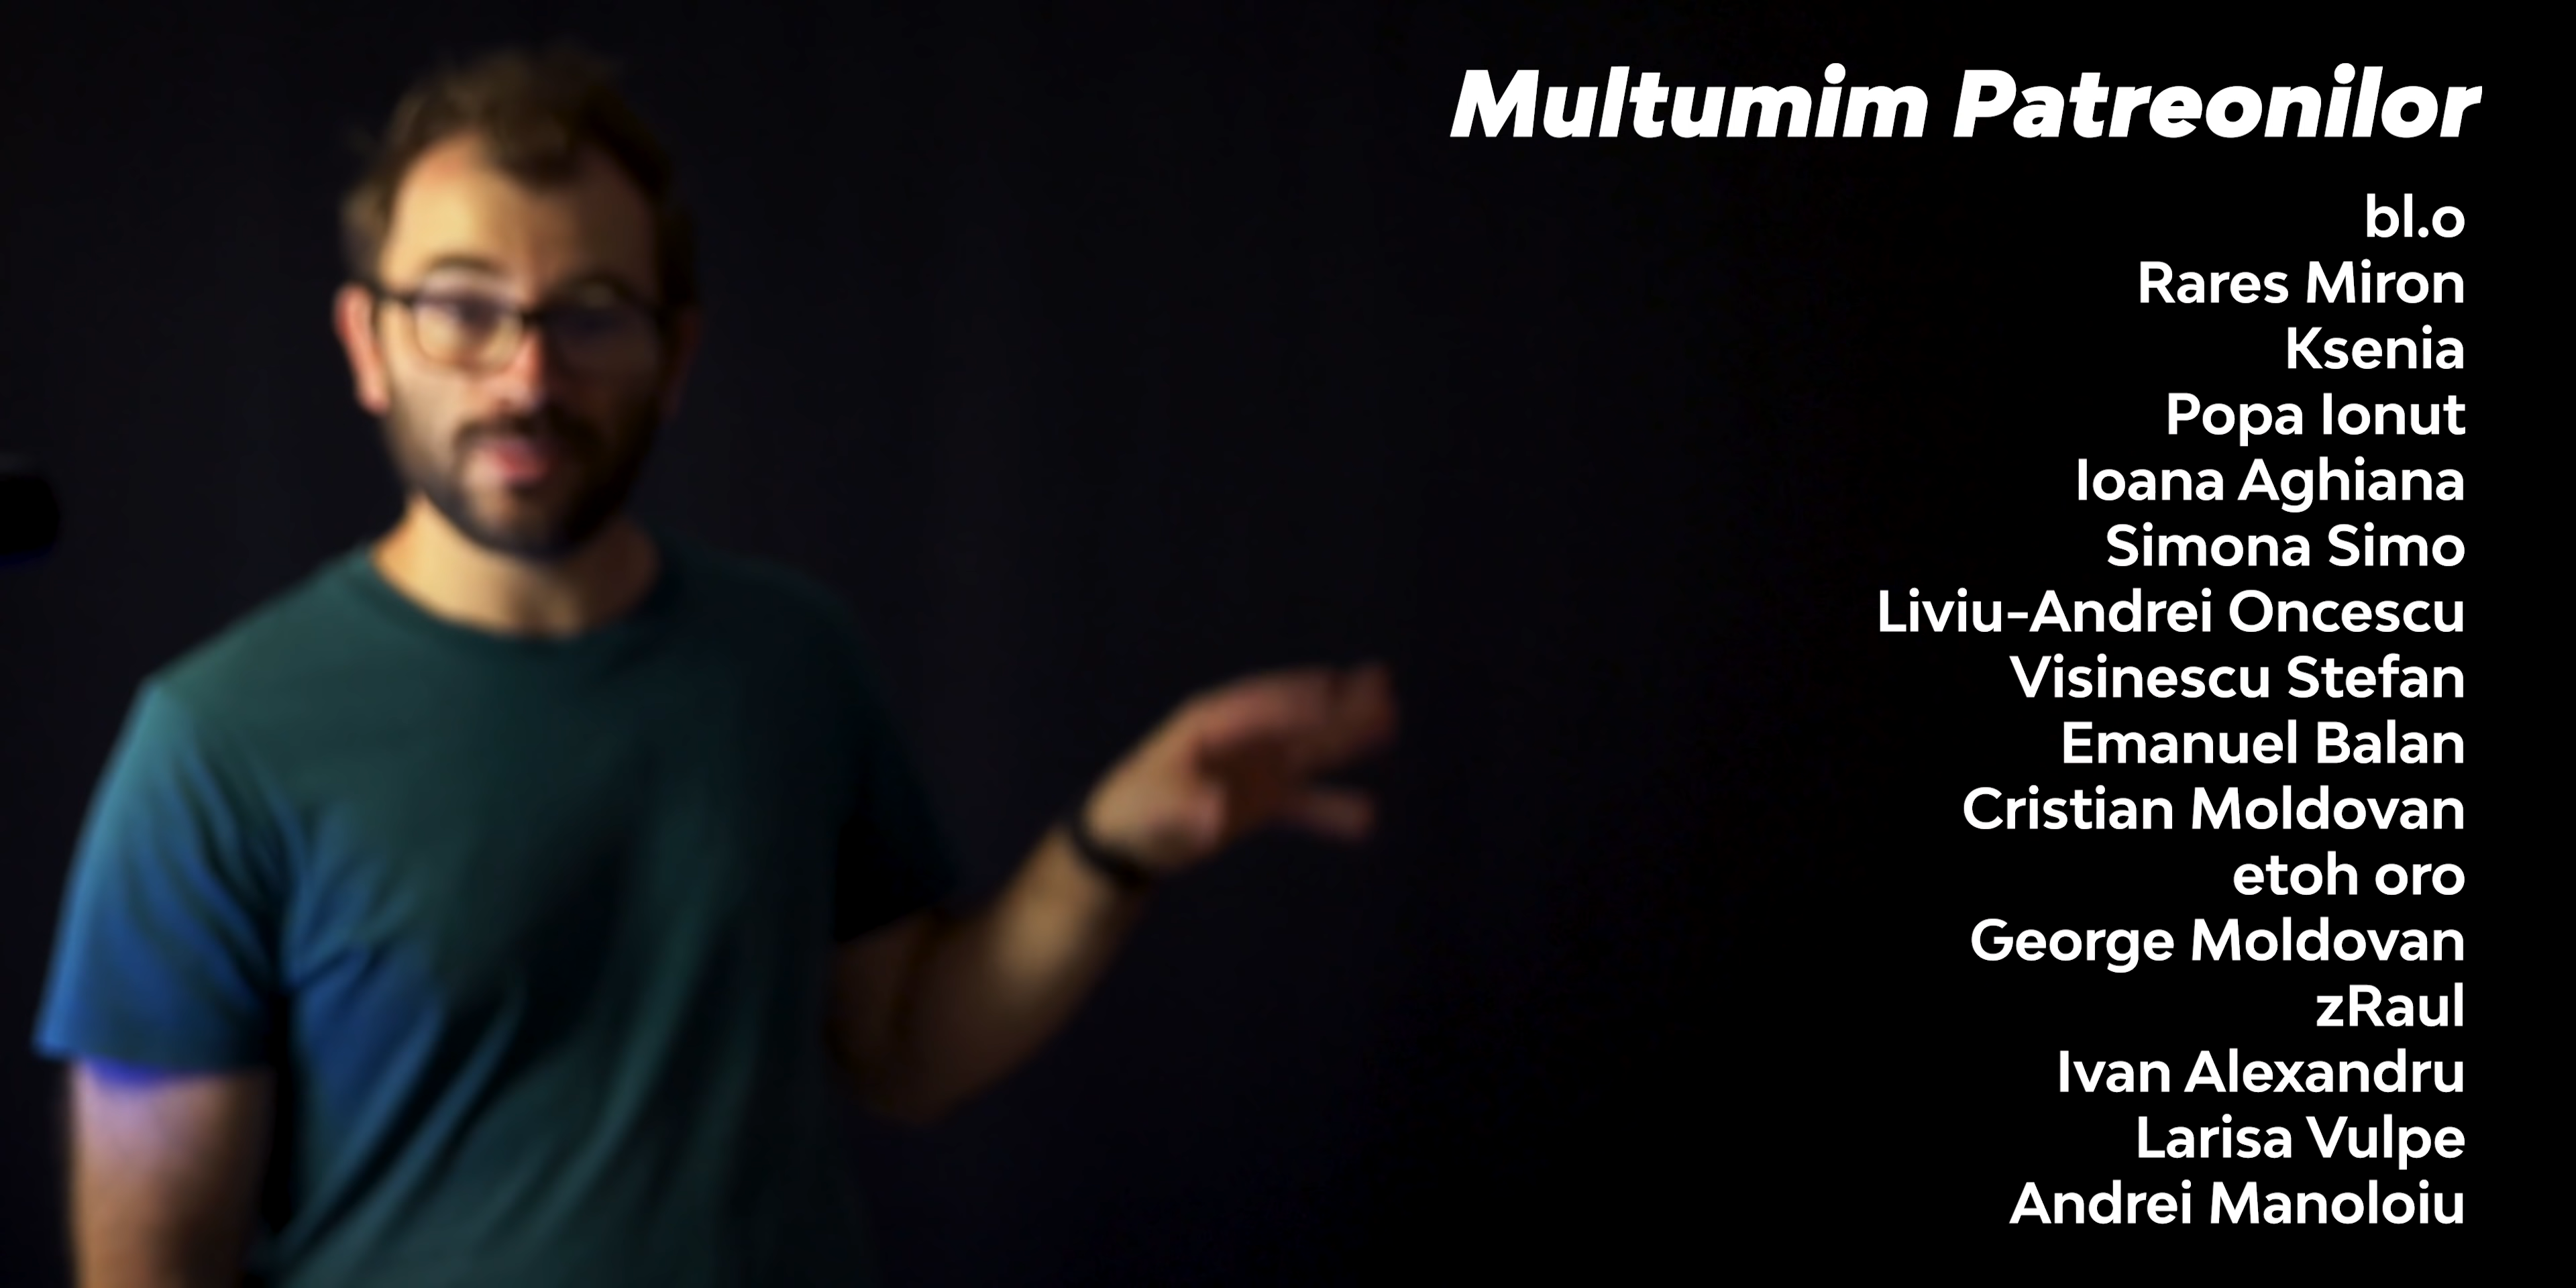 Multumim Patreonilor
bl.o
Rares Miron
Ksenia
Popa Ionut
Ioana Aghiana
Simona Simo
Liviu-Andrei Oncescu
Visinescu Stefan
Emanuel Balan
Cristian Moldovan
etoh oro
George Moldovan
zRaul
Ivan Alexandru
Larisa Vulpe
Andrei Manoloiu